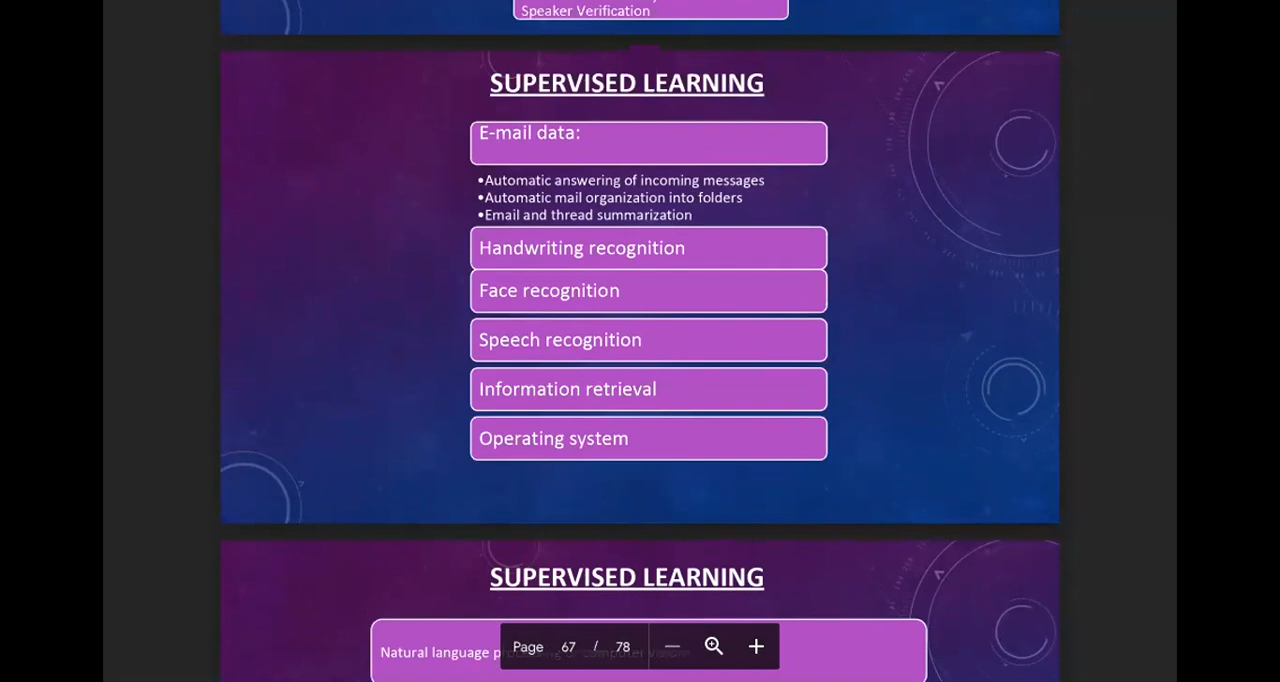 Speaker Verification
SUPERVISED LEARNING
E-mail data:
•Automatic answering of incoming messages
•Automatic mail organization into folders
•Email and thread summarization
Handwriting recognition
Face recognition
Speech recognition
Information retrieval
Operating system
SUPERVISED LEARNING
Natural language
Page 67 / 78